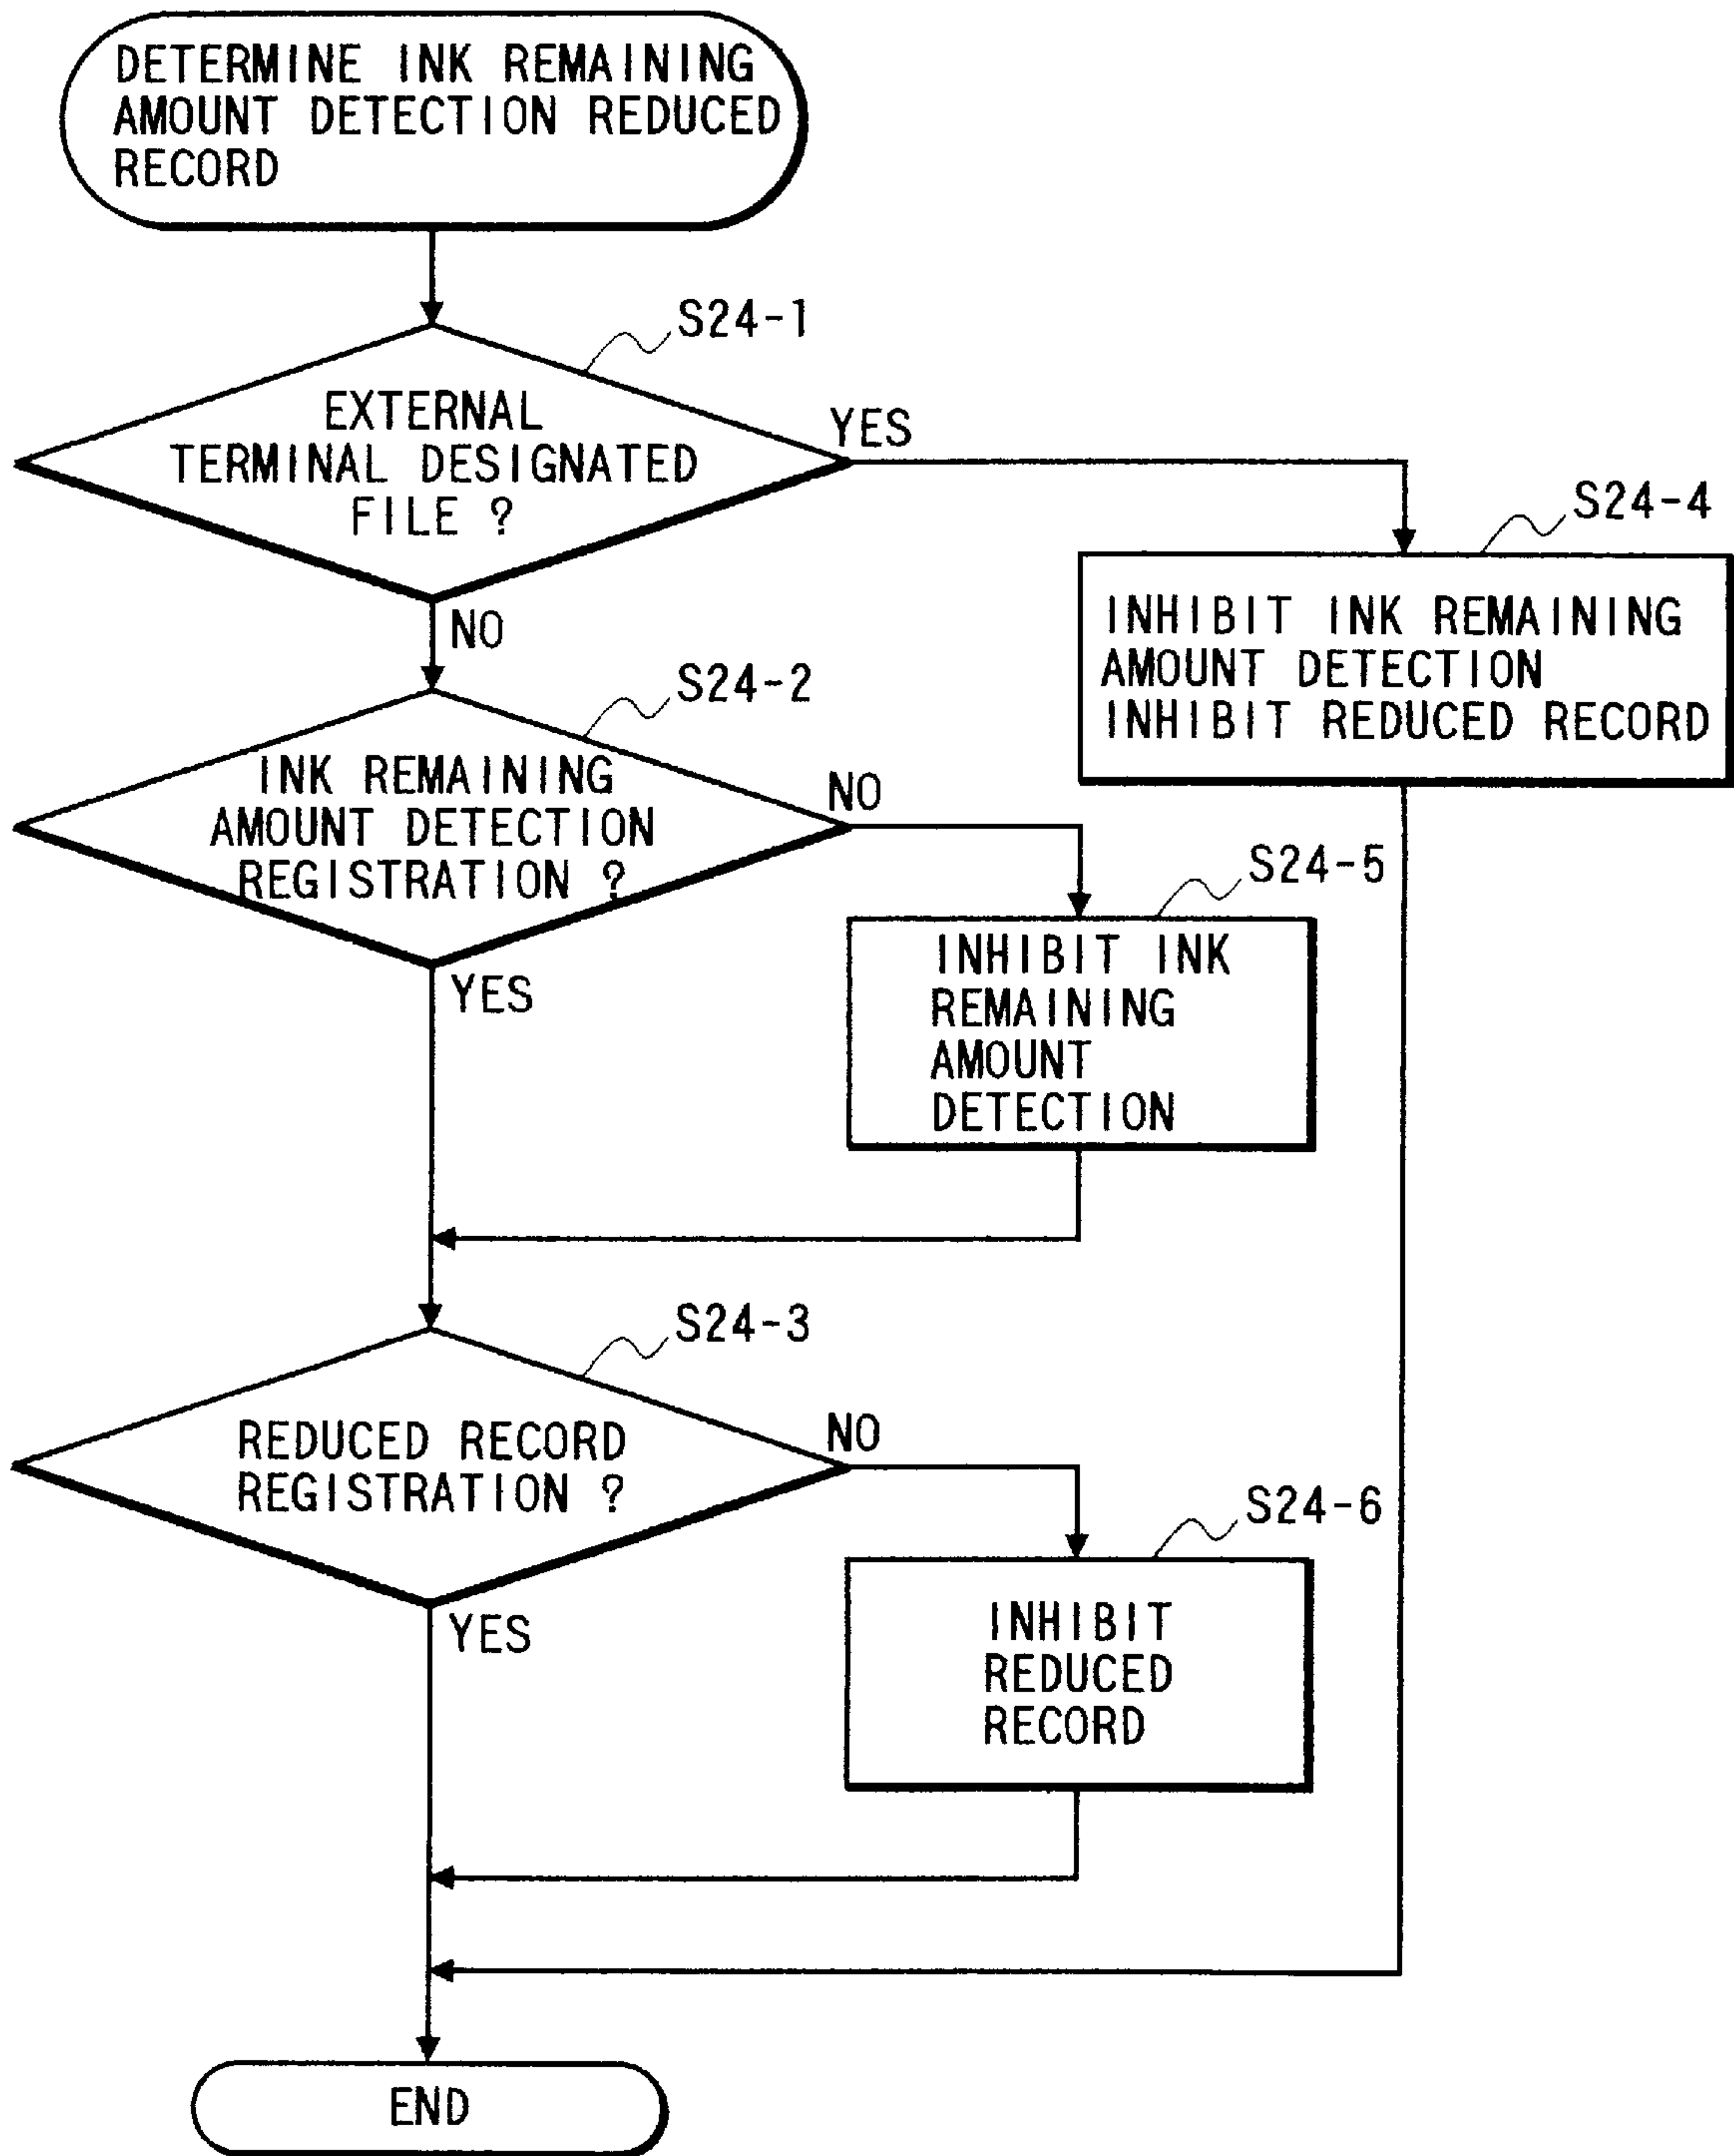 DETERMINE INK REMAINING
AMOUNT DETECTION REDUCED
RECORD
S24-1
EXTERNAL
TERMINAL DESIGNATED
FILE ?
YES
NO
S24-4
INHIBIT INK REMAINING
AMOUNT DETECTION
INHIBIT REDUCED RECORD
S24-2
INK REMAINING
AMOUNT DETECTION
REGISTRATION ?
NO
YES
S24-5
INHIBIT INK
REMAINING
AMOUNT
DETECTION
S24-3
REDUCED RECORD
REGISTRATION ?
NO
YES
S24-6
INHIBIT
REDUCED
RECORD
END